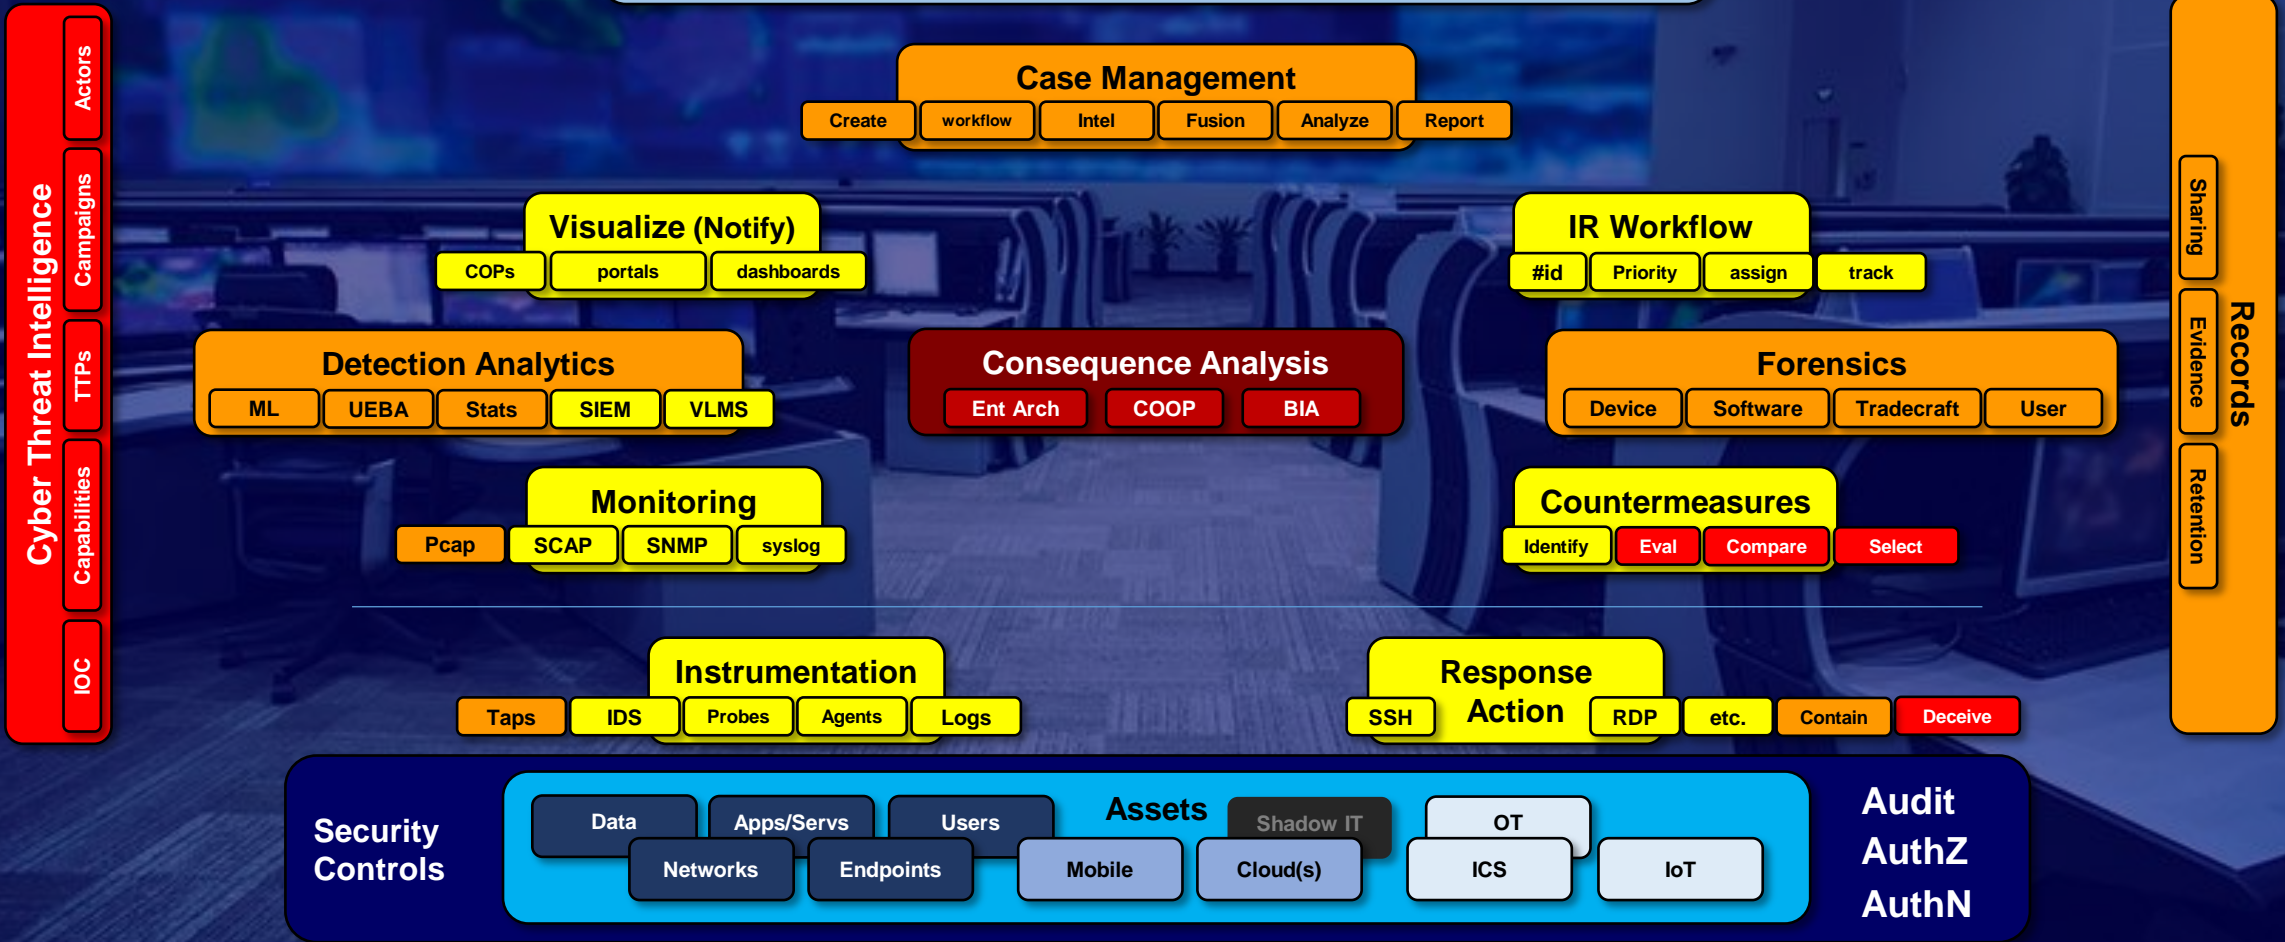 Case Management
Create workflow Intel Fusion Analyze Report
Cyber Threat Intelligence
Actors
Campaigns
TTPs
Capabilities
IOC
Visualize (Notify)
COPs portals dashboards
IR Workflow
#id Priority assign track
Detection Analytics
ML UEBA Stats SIEM VLMS
Consequence Analysis
Ent Arch COOP BIA
Forensics
Device Software Tradecraft User
Monitoring
Pcap SCAP SNMP syslog
Countermeasures
Identify Eval Compare Select
Records
Sharing
Evidence
Retention
Instrumentation
Taps IDS Probes Agents Logs
Response
Action
SSH RDP etc. Contain Deceive
Security
Controls
Assets
Data Apps/Servs Users Shadow IT OT
Networks Endpoints Mobile Cloud(s) ICS IoT
Audit
AuthZ
AuthN